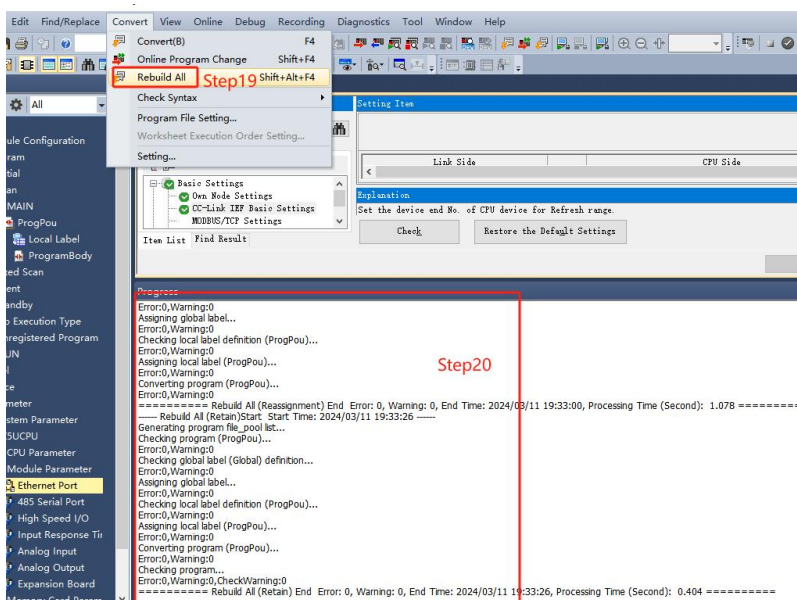 Edit Find/Replace Convert View Online Debug Recording Diagnostics Tool Window Help
Convert(B) F4
Online Program Change Shift+F4
Rebuild All Shift+Alt+F4
Step19
Check Syntax
Program File Setting...
Worksheet Execution Order Setting...
Setting...
All
ule Configuration
ram
tial
an
MAIN
ProgPou
Local Label
ProgramBody
ed Scan
ent
andby
o Execution Type
nregistered Program
UN
l
ce
meter
stem Parameter
5UCPU
CPU Parameter
Module Parameter
Ethernet Port
485 Serial Port
High Speed I/O
Input Response Ti
Analog Input
Analog Output
Expansion Board
Memory Card Param
Basic Settings
Own Node Settings
CC-Link IEF Basic Settings
MODBUS/TCP Settings
Item List Find Result
Setting Item
Link Side CPU Side
Explanation
Set the device end No. of CPU device for Refresh range.
Check Restore the Default Settings
Progress
Step20
Error:0,Warning:0
Assigning global label...
Error:0,Warning:0
Checking local label definition (ProgPou)...
Error:0,Warning:0
Assigning local label (ProgPou)...
Error:0,Warning:0
Converting program (ProgPou)...
Error:0,Warning:0
========== Rebuild All (Reassignment) End Error: 0, Warning: 0, End Time: 2024/03/11 19:33:00, Processing Time (Second): 1.078 ==========
------ Rebuild All (Retain)Start Start Time: 2024/03/11 19:33:26 ------
Generating program file_pool list...
Checking program (ProgPou)...
Error:0,Warning:0
Checking global label (Global) definition...
Error:0,Warning:0
Assigning global label...
Error:0,Warning:0
Checking local label definition (ProgPou)...
Error:0,Warning:0
Assigning local label (ProgPou)...
Error:0,Warning:0
Converting program (ProgPou)...
Error:0,Warning:0
Checking program...
Error:0,Warning:0,CheckWarning:0
========== Rebuild All (Retain) End Error: 0, Warning: 0, End Time: 2024/03/11 19:33:26, Processing Time (Second): 0.404 ==========